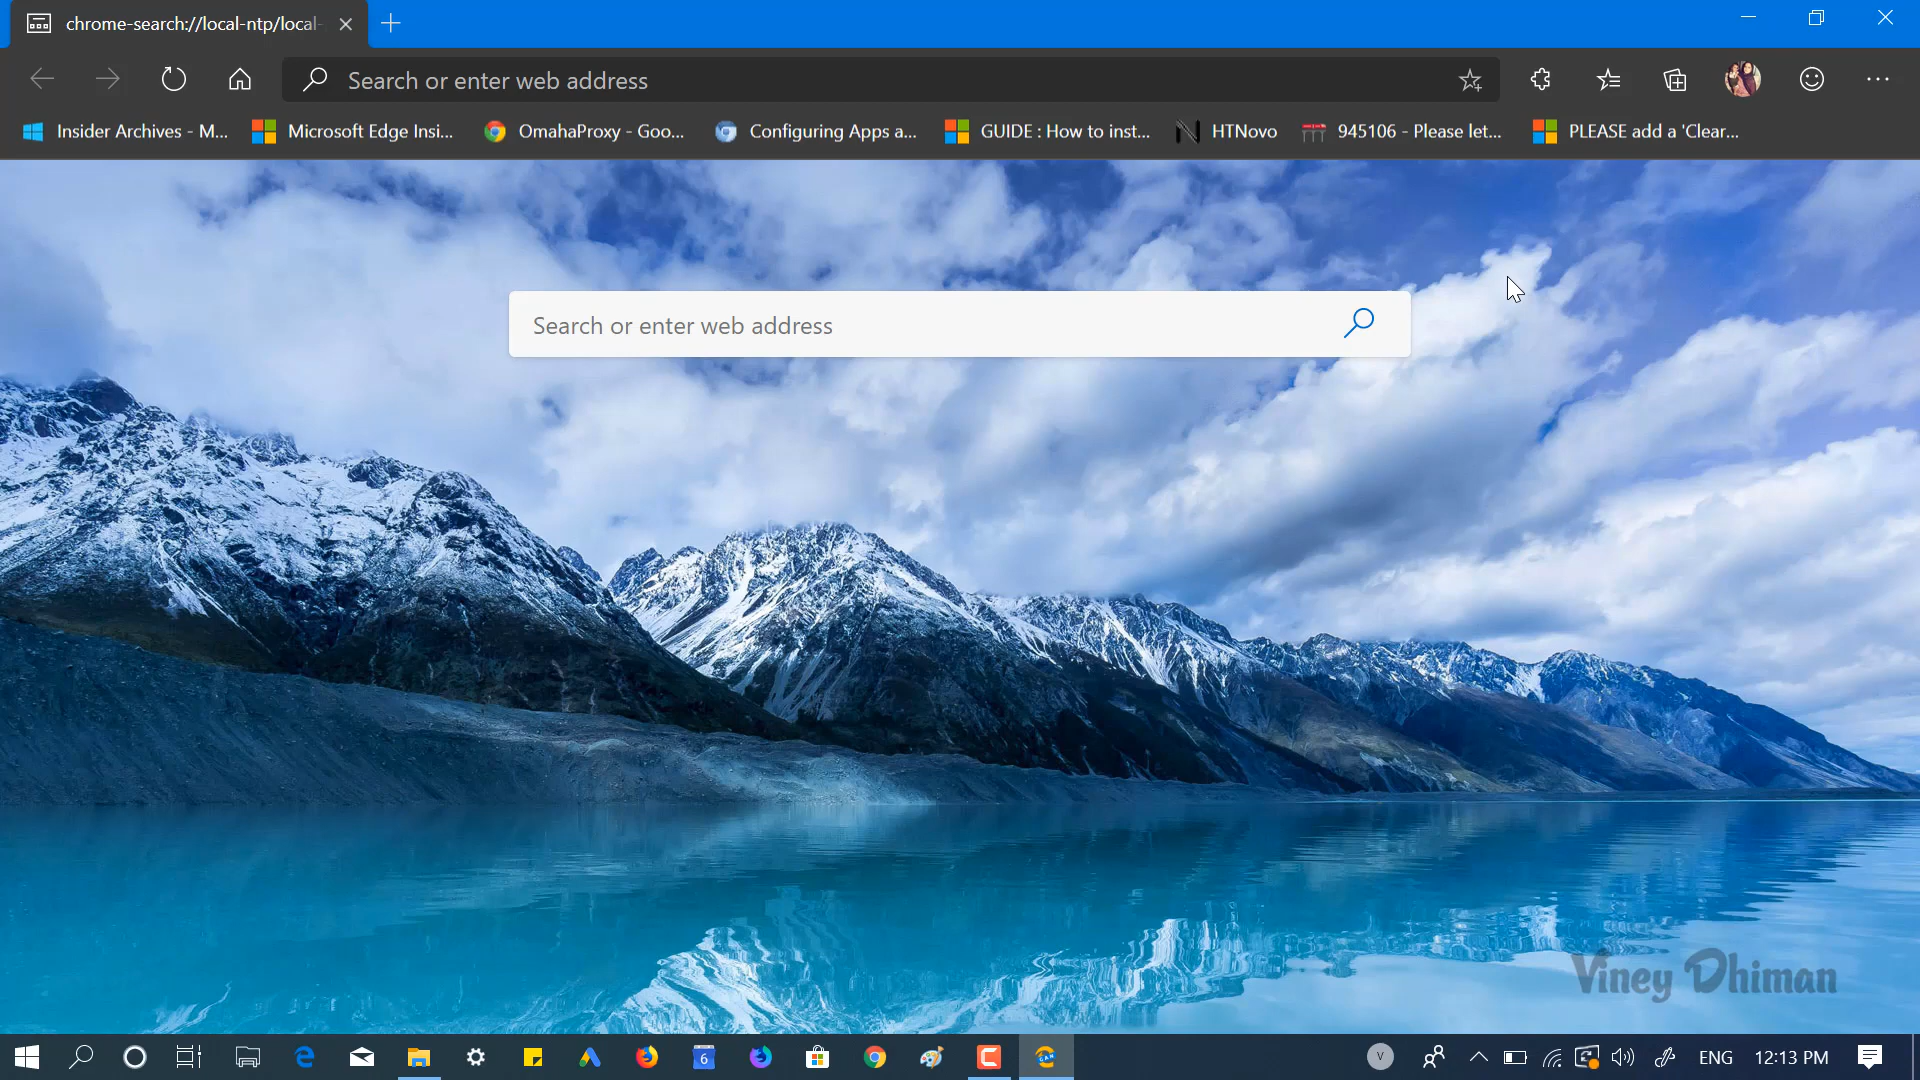 chrome-search://local-ntp/local-
Search or enter web address
Insider Archives - M...
Microsoft Edge Insi...
OmahaProxy - Goo...
Configuring Apps a...
GUIDE : How to inst...
HTNovo
945106 - Please let...
PLEASE add a 'Clear...
Search or enter web address
Viney Dhiman
6
CAN
V
ENG
12:13 PM